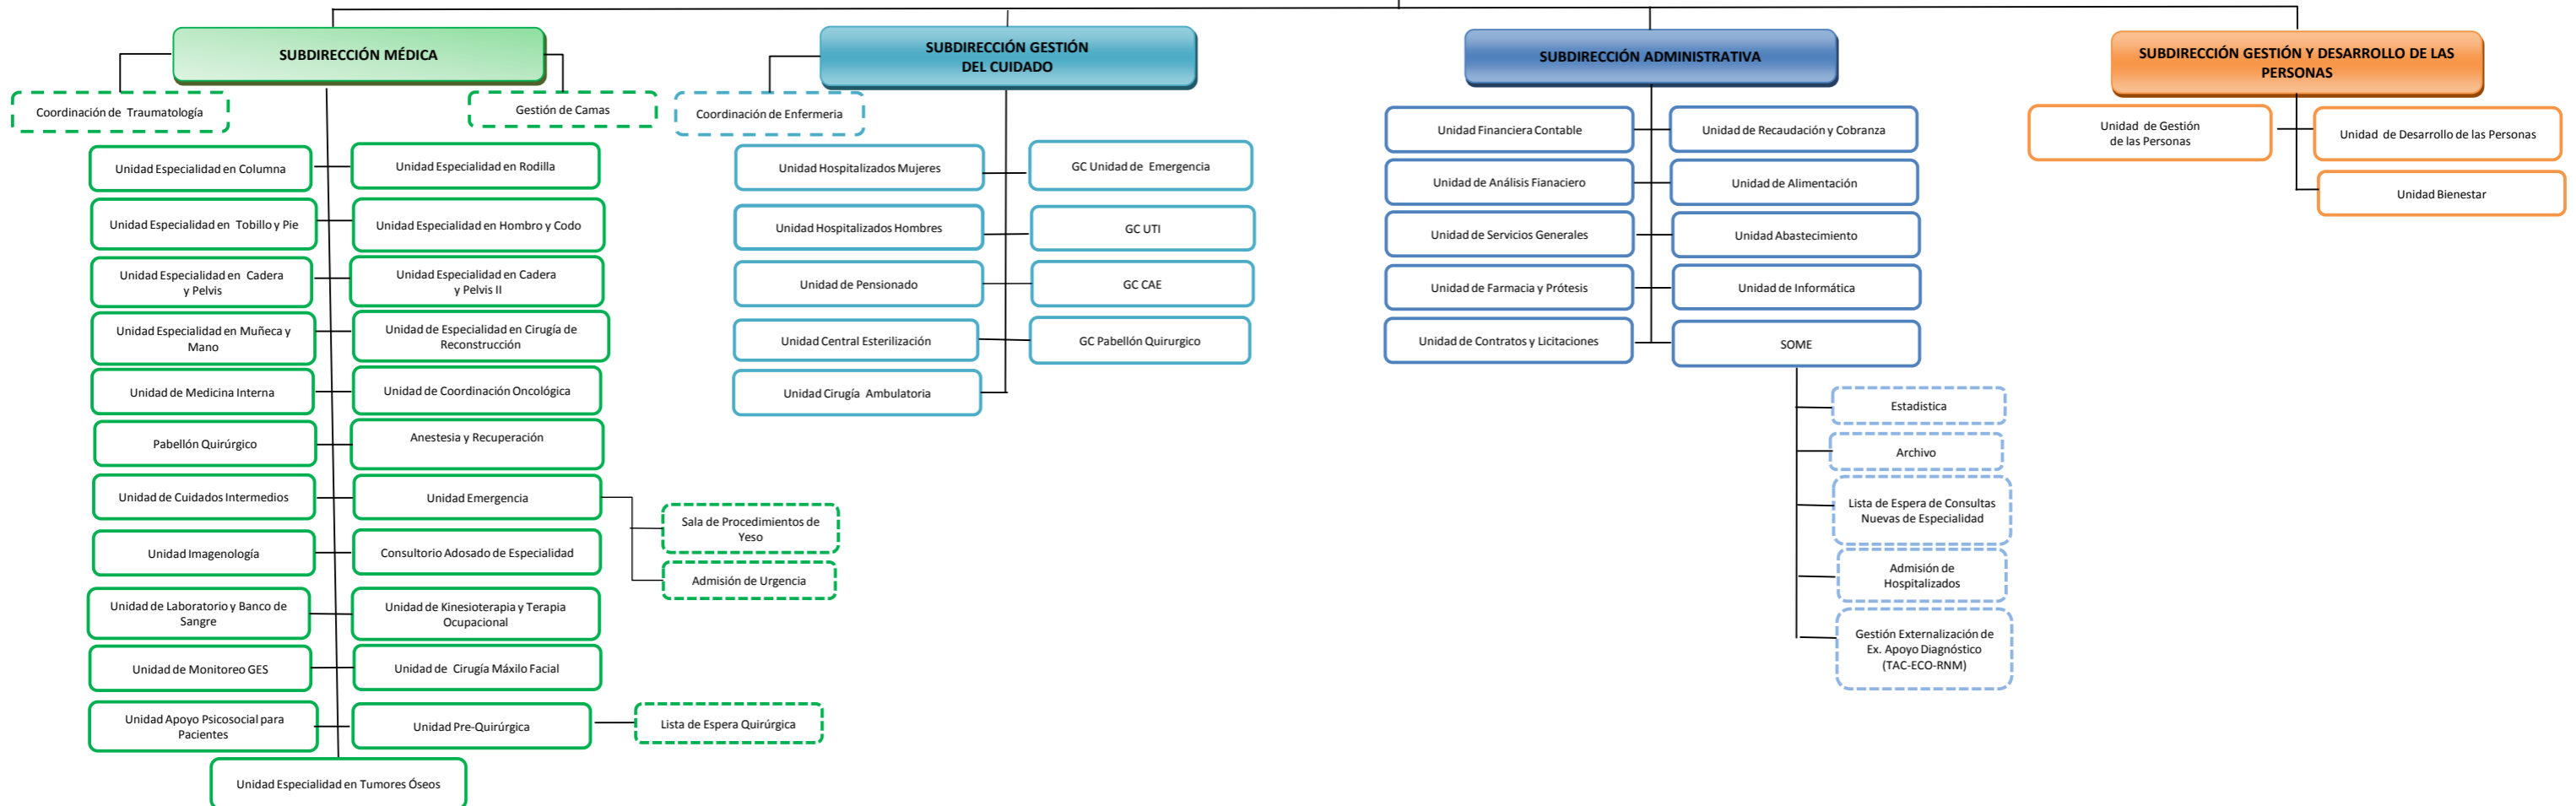 SUBDIRECCIÓN MÉDICA
Coordinación de Traumatología
Gestión de Camas
Unidad Especialidad en Columna
Unidad Especialidad en Rodilla
Unidad Especialidad en Tobillo y Pie
Unidad Especialidad en Hombro y Codo
Unidad Especialidad en Cadera
y Pelvis
Unidad Especialidad en Cadera
y Pelvis II
Unidad Especialidad en Muñeca y
Mano
Unidad de Especialidad en Cirugía de
Reconstrucción
Unidad de Medicina Interna
Unidad de Coordinación Oncológica
Pabellón Quirúrgico
Anestesia y Recuperación
Unidad de Cuidados Intermedios
Unidad Emergencia
Sala de Procedimientos de
Yeso
Admisión de Urgencia
Unidad Imagenología
Consultorio Adosado de Especialidad
Unidad de Laboratorio y Banco de
Sangre
Unidad de Kinesioterapia y Terapia
Ocupacional
Unidad de Monitoreo GES
Unidad de Cirugía Máxilo Facial
Unidad Apoyo Psicosocial para
Pacientes
Unidad Pre-Quirúrgica
Lista de Espera Quirúrgica
Unidad Especialidad en Tumores Óseos
SUBDIRECCIÓN GESTIÓN
DEL CUIDADO
Coordinación de Enfermeria
Unidad Hospitalizados Mujeres
GC Unidad de Emergencia
Unidad Hospitalizados Hombres
GC UTI
Unidad de Pensionado
GC CAE
Unidad Central Esterilización
GC Pabellón Quirurgico
Unidad Cirugía Ambulatoria
SUBDIRECCIÓN ADMINISTRATIVA
Unidad Financiera Contable
Unidad de Recaudación y Cobranza
Unidad de Análisis Fianaciero
Unidad de Alimentación
Unidad de Servicios Generales
Unidad Abastecimiento
Unidad de Farmacia y Prótesis
Unidad de Informática
Unidad de Contratos y Licitaciones
SOME
Estadistica
Archivo
Lista de Espera de Consultas
Nuevas de Especialidad
Admisión de
Hospitalizados
Gestión Externalización de
Ex. Apoyo Diagnóstico
(TAC-ECO-RNM)
SUBDIRECCIÓN GESTIÓN Y DESARROLLO DE LAS
PERSONAS
Unidad de Gestión
de las Personas
Unidad de Desarrollo de las Personas
Unidad Bienestar